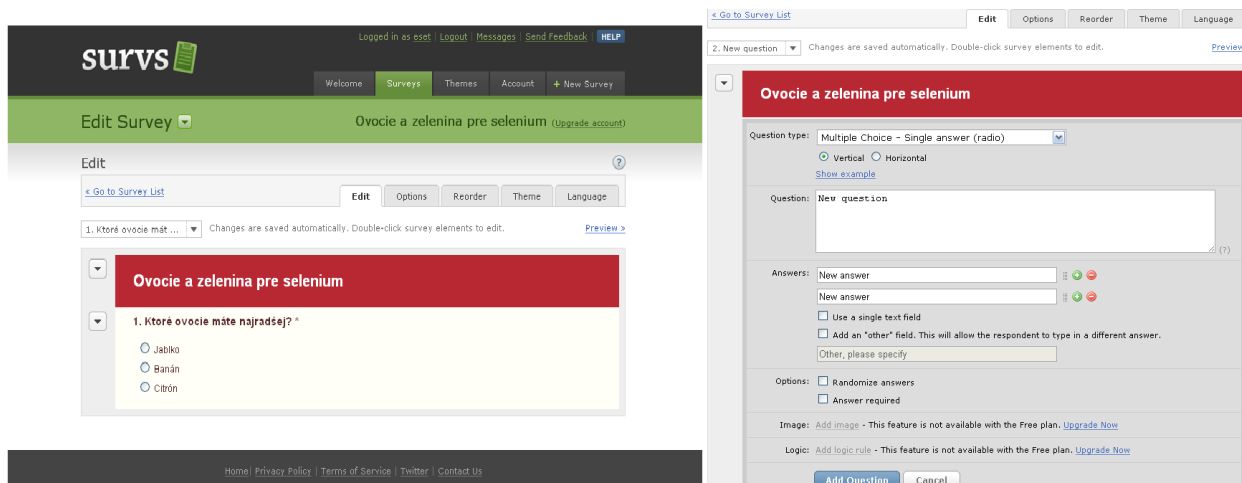 Logged in as eset | Logout | Messages | Send Feedback | HELP
survs
Welcome Surveys Themes Account + New Survey
Edit Survey
Ovocie a zelenina pre selenium (Upgrade account)
Edit ?
« Go to Survey List
Edit Options Reorder Theme Language
1. Ktoré ovocie mát ... Changes are saved automatically. Double-click survey elements to edit. Preview »
Ovocie a zelenina pre selenium
1. Ktoré ovocie máte najradšej? *
Jablko
Banán
Citrón
Home | Privacy Policy | Terms of Service | Twitter | Contact Us
« Go to Survey List
Edit Options Reorder Theme Language
2. New question Changes are saved automatically. Double-click survey elements to edit. Preview
Ovocie a zelenina pre selenium
Question type: Multiple Choice - Single answer (radio)
Vertical Horizontal
Show example
Question: New question
(?)
Answers: New answer
New answer
Use a single text field
Add an "other" field. This will allow the respondent to type in a different answer.
Other, please specify
Options: Randomize answers
Answer required
Image: Add image - This feature is not available with the Free plan. Upgrade Now
Logic: Add logic rule - This feature is not available with the Free plan. Upgrade Now
Add Question Cancel